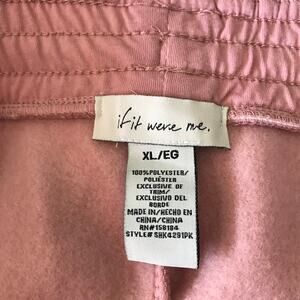 if it were me.
XL/EG
100%POLYESTER/
POLIÉSTER
EXCLUSIVE OF
TRIM/
EXCLUSIVO DEL
BORDE
MADE IN/HECHO EN
CHINA/CHINA
RN#158184
STYLE# SHK4291PK